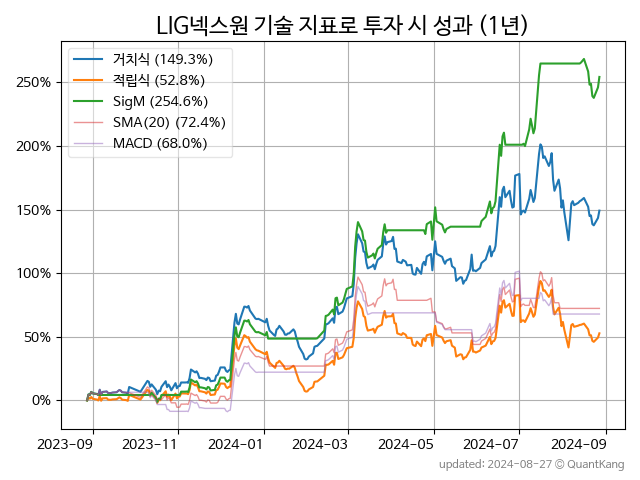 LIG넥스원 기술 지표로 투자 시 성과 (1년)
거치식 (149.3%)
적립식 (52.8%)
SigM (254.6%)
SMA(20) (72.4%)
MACD (68.0%)
250%
200%
150%
100%
50%
0%
2023-09 2023-11 2024-01 2024-03 2024-05 2024-07 2024-09
updated: 2024-08-27 © QuantKang